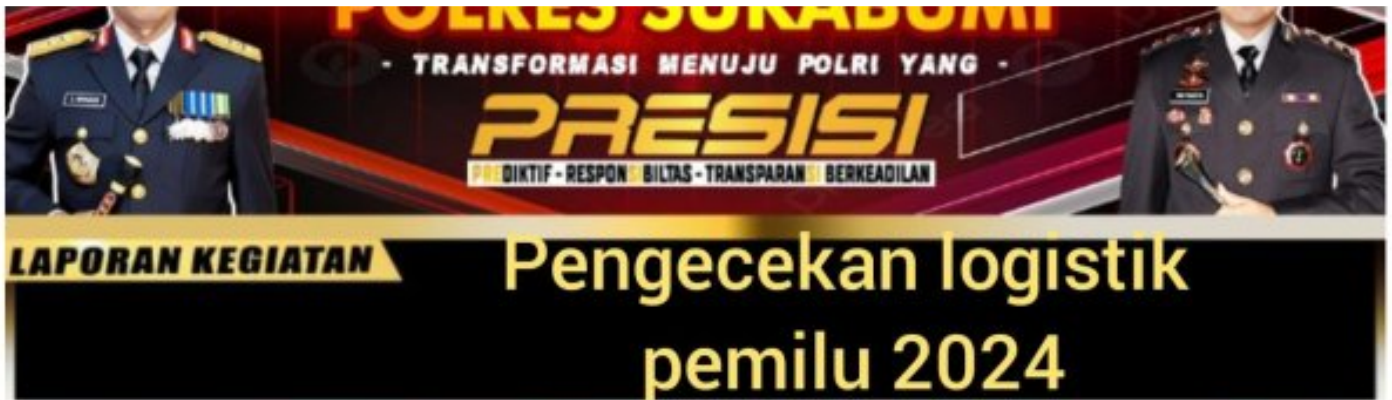 POLRES SUKABUMI
- TRANSFORMASI MENUJU POLRI YANG -
PRESISI
PREDIKTIF - RESPONSIBILTAS - TRANSPARANSI BERKEADILAN
LAPORAN KEGIATAN
Pengecekan logistik
pemilu 2024